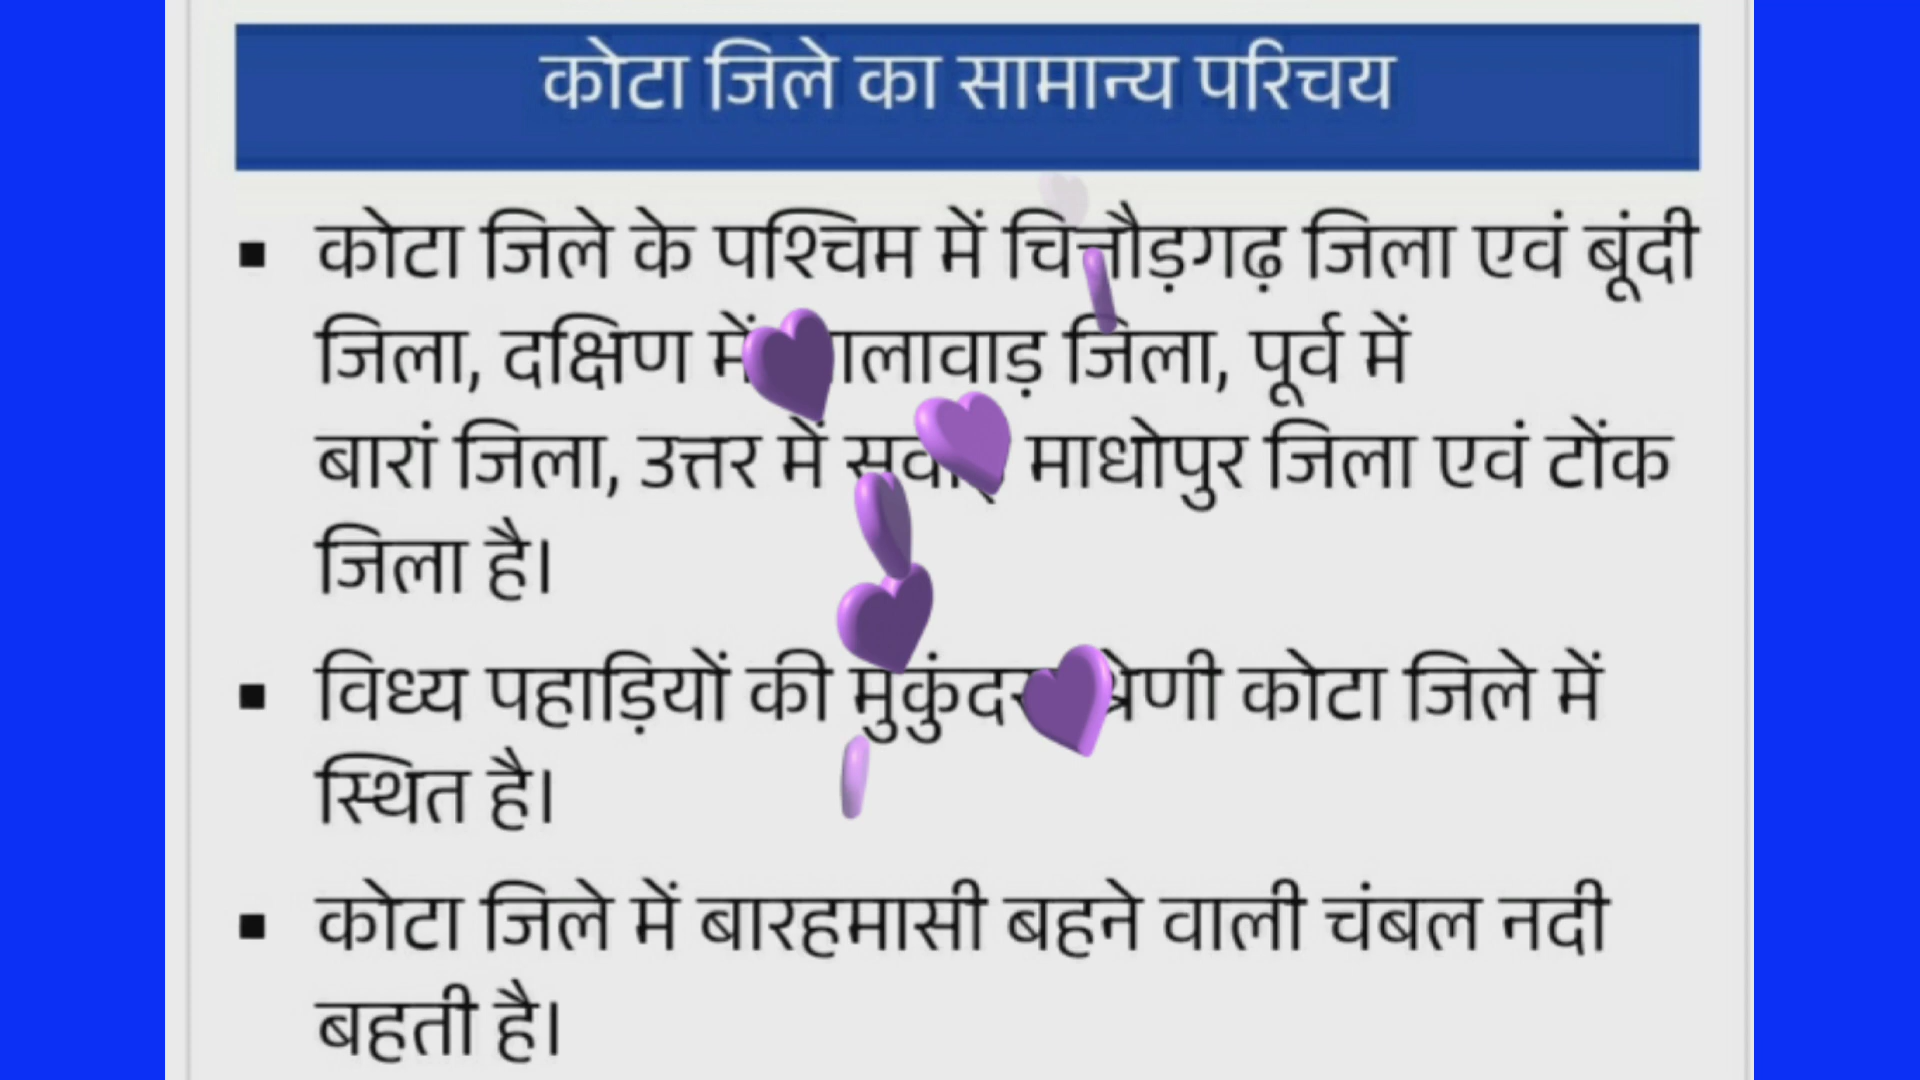 कोटा जिले का सामान्य परिचय
▪ कोटा जिले के पश्चिम में चित्तौड़गढ़ जिला एवं बूंदी
जिला, दक्षिण में जिला, पूर्व में
बारां जिला, उत्तर में माधोपुर जिला एवं टोंक
जिला है।
▪ विध्य पहाड़ियों की कोटा जिले में
स्थित है।
▪ कोटा जिले में बारहमासी बहने वाली चंबल नदी
बहती है।